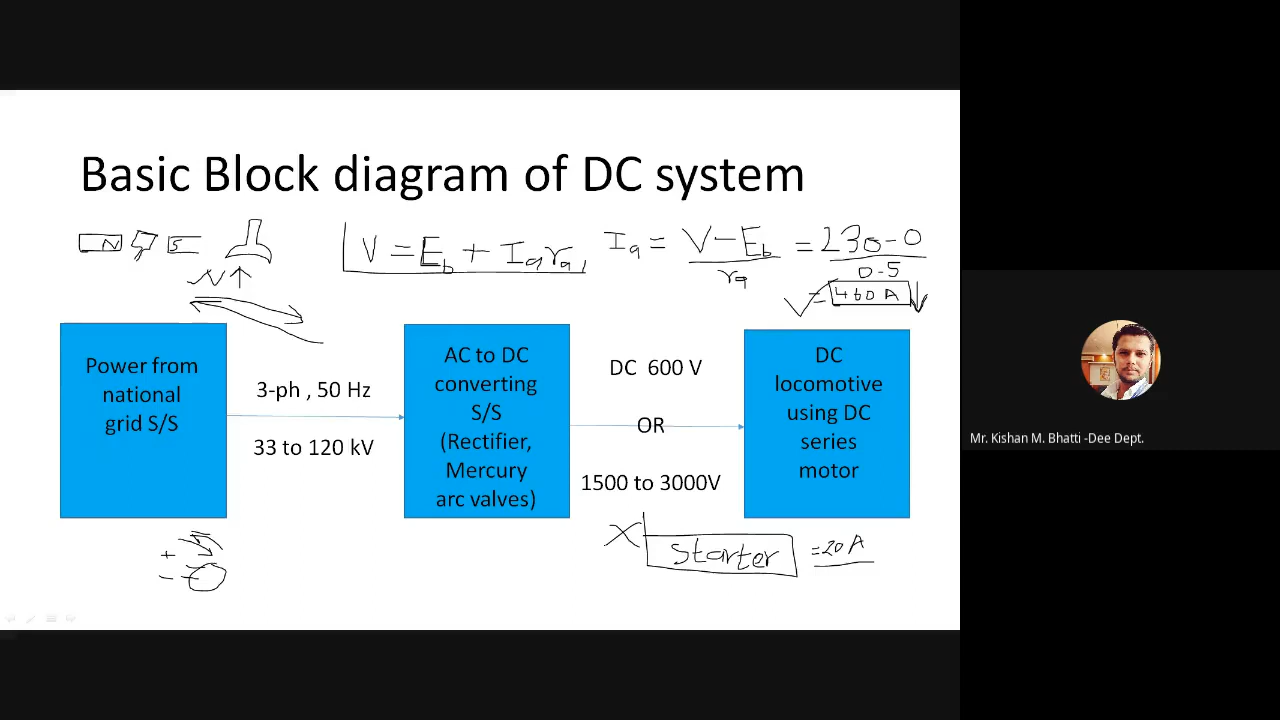 Basic Block diagram of DC system
N S
V = Eb + Ia ra,
Ia = V - Eb / ra = 230 - 0 / 0.5
= 460 A
N
Power from
national
grid S/S
3-ph , 50 Hz
33 to 120 kV
AC to DC
converting
S/S
(Rectifier,
Mercury
arc valves)
DC 600 V
OR
1500 to 3000V
DC
locomotive
using DC
series
motor
+
-
X
Starter
= 20 A
Mr. Kishan M. Bhatti -Dee Dept.